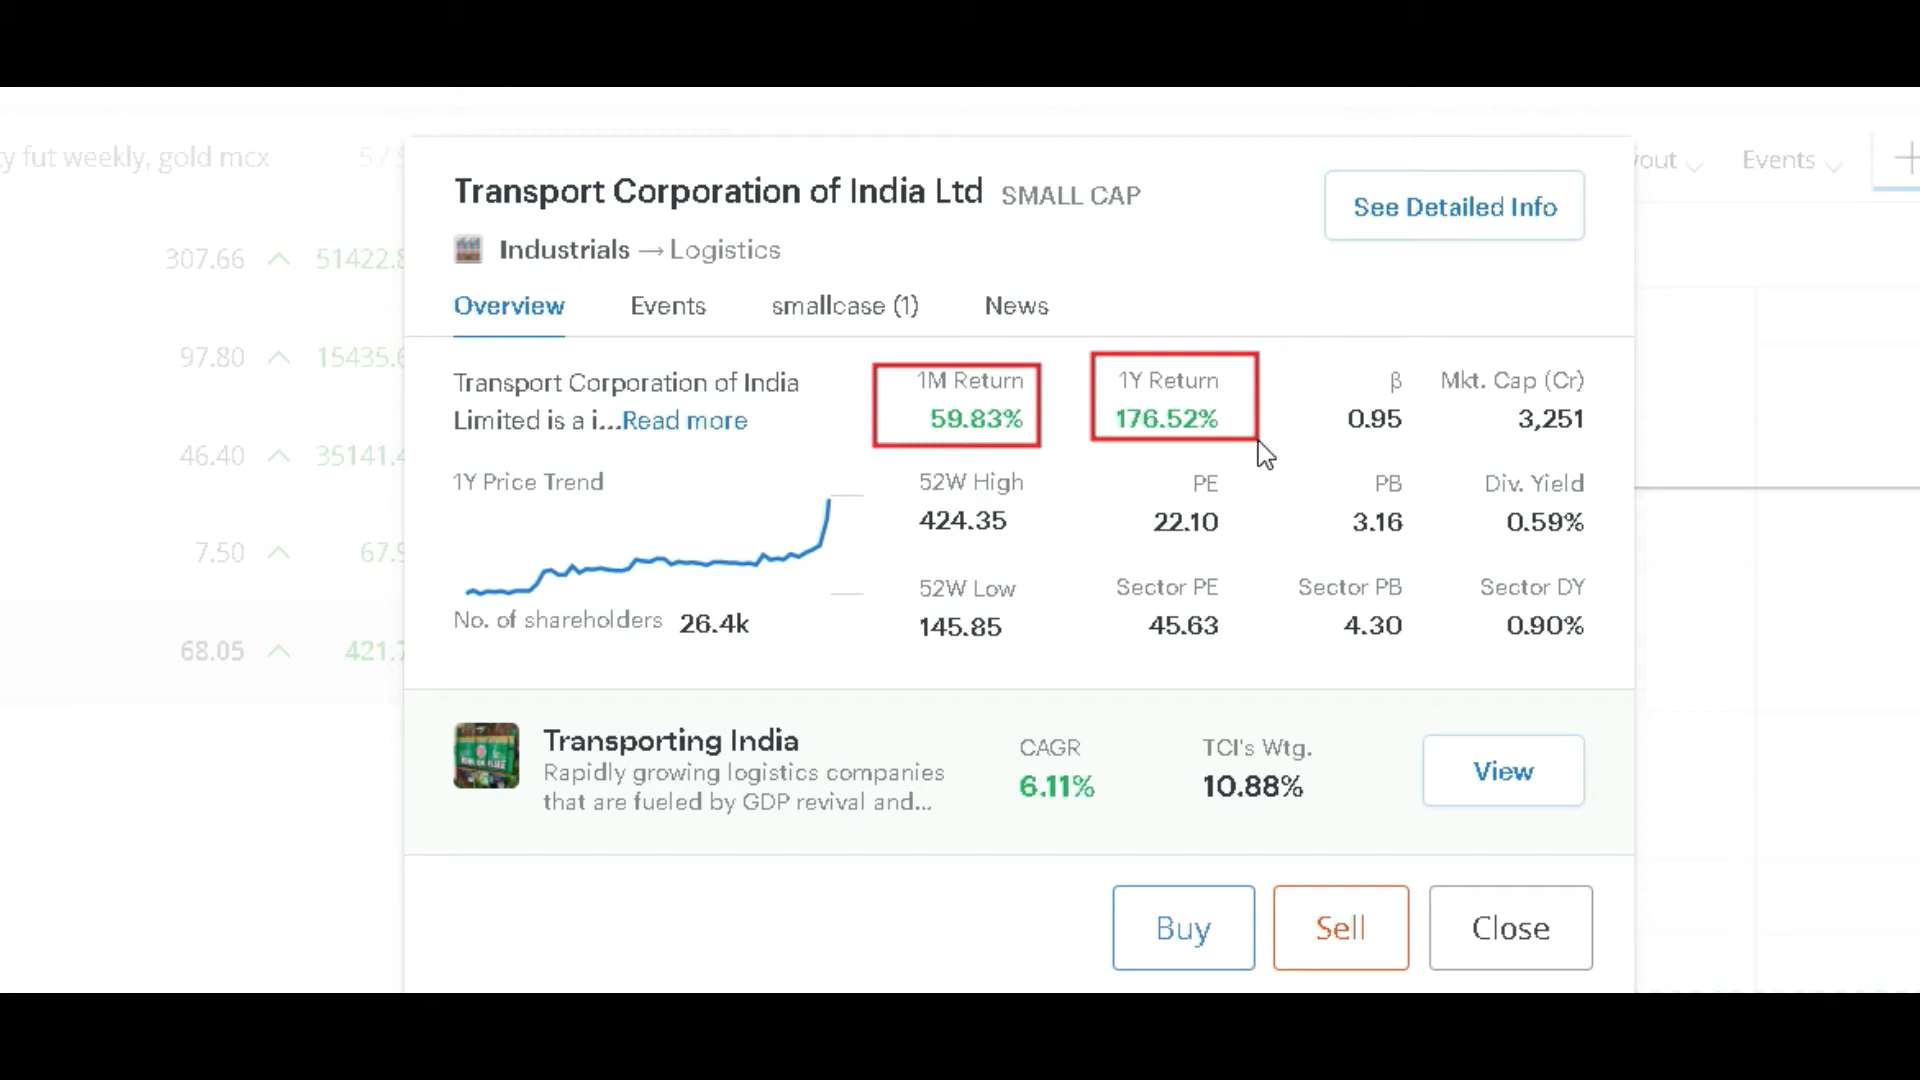 ty fut weekly, gold mcx
Events
307.66
97.80
46.40
7.50
68.05
Transport Corporation of India Ltd SMALL CAP
See Detailed Info
Industrials → Logistics
Overview Events smallcase (1) News
Transport Corporation of India
Limited is a i...Read more
1M Return 1Y Return β Mkt. Cap (Cr)
59.83% 176.52% 0.95 3,251
1Y Price Trend
52W High PE PB Div. Yield
424.35 22.10 3.16 0.59%
52W Low Sector PE Sector PB Sector DY
145.85 45.63 4.30 0.90%
No. of shareholders 26.4k
Transporting India
Rapidly growing logistics companies
that are fueled by GDP revival and...
CAGR TCI's Wtg.
6.11% 10.88%
View
Buy Sell Close